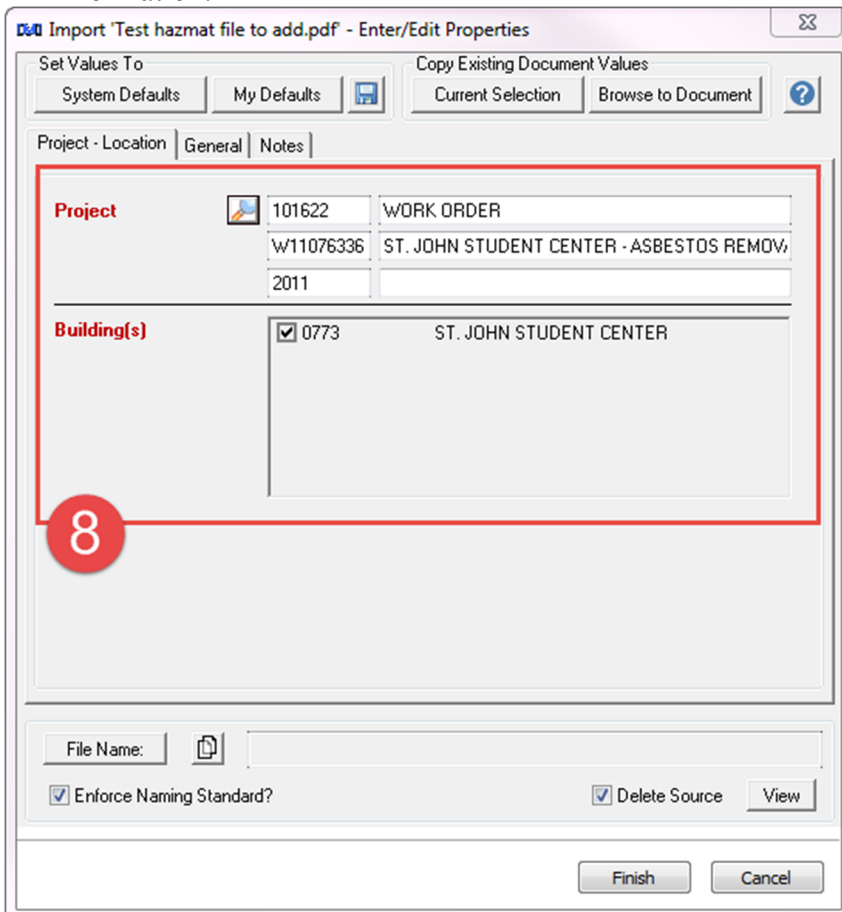 Import 'Test hazmat file to add.pdf' - Enter/Edit Properties
Set Values To
Copy Existing Document Values
System Defaults
My Defaults
Current Selection
Browse to Document
?
Project - Location
General
Notes
Project
101622
WORK ORDER
W11076336
ST. JOHN STUDENT CENTER - ASBESTOS REMOV
2011
Building(s)
0773
ST. JOHN STUDENT CENTER
8
File Name:
Enforce Naming Standard?
Delete Source
View
Finish
Cancel